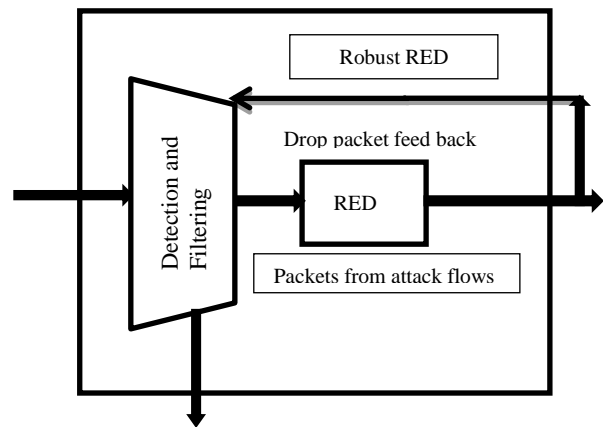 Robust RED
Drop packet feed back
Detection and
Filtering
RED
Packets from attack flows